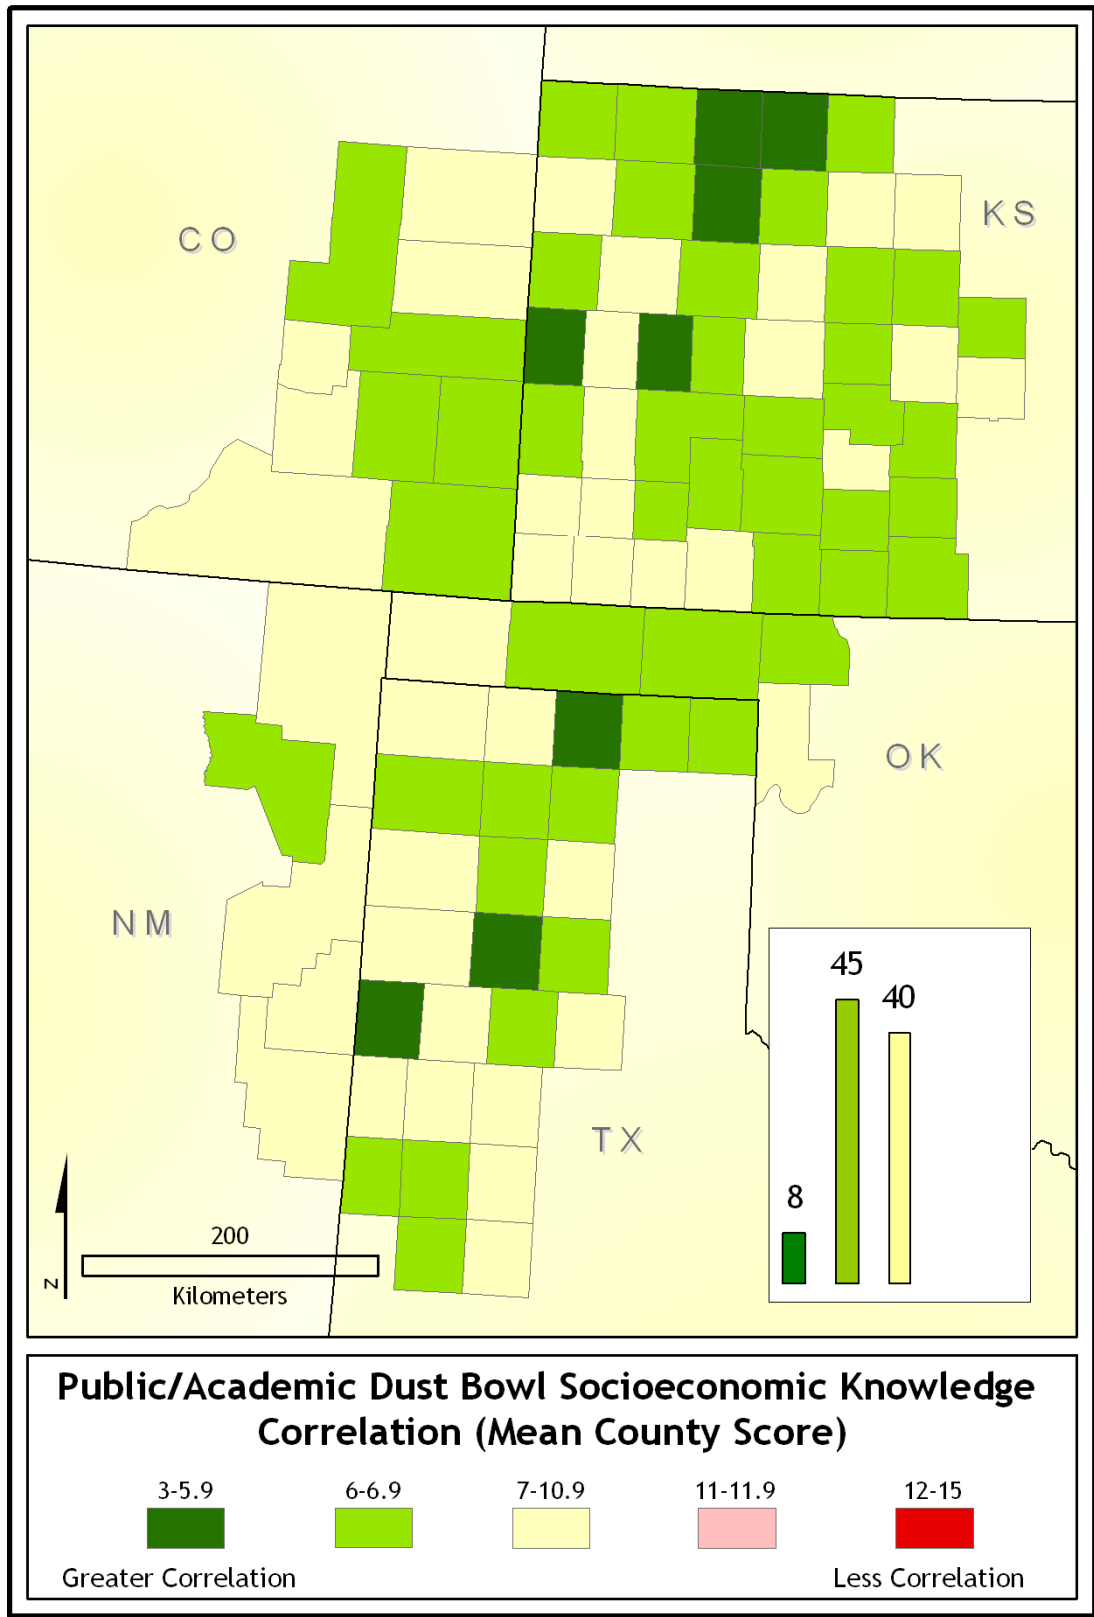 CO
KS
OK
NM
TX
45
40
8
200
Kilometers
N
Public/Academic Dust Bowl Socioeconomic Knowledge
Correlation (Mean County Score)
3-5.9 6-6.9 7-10.9 11-11.9 12-15
Greater Correlation Less Correlation